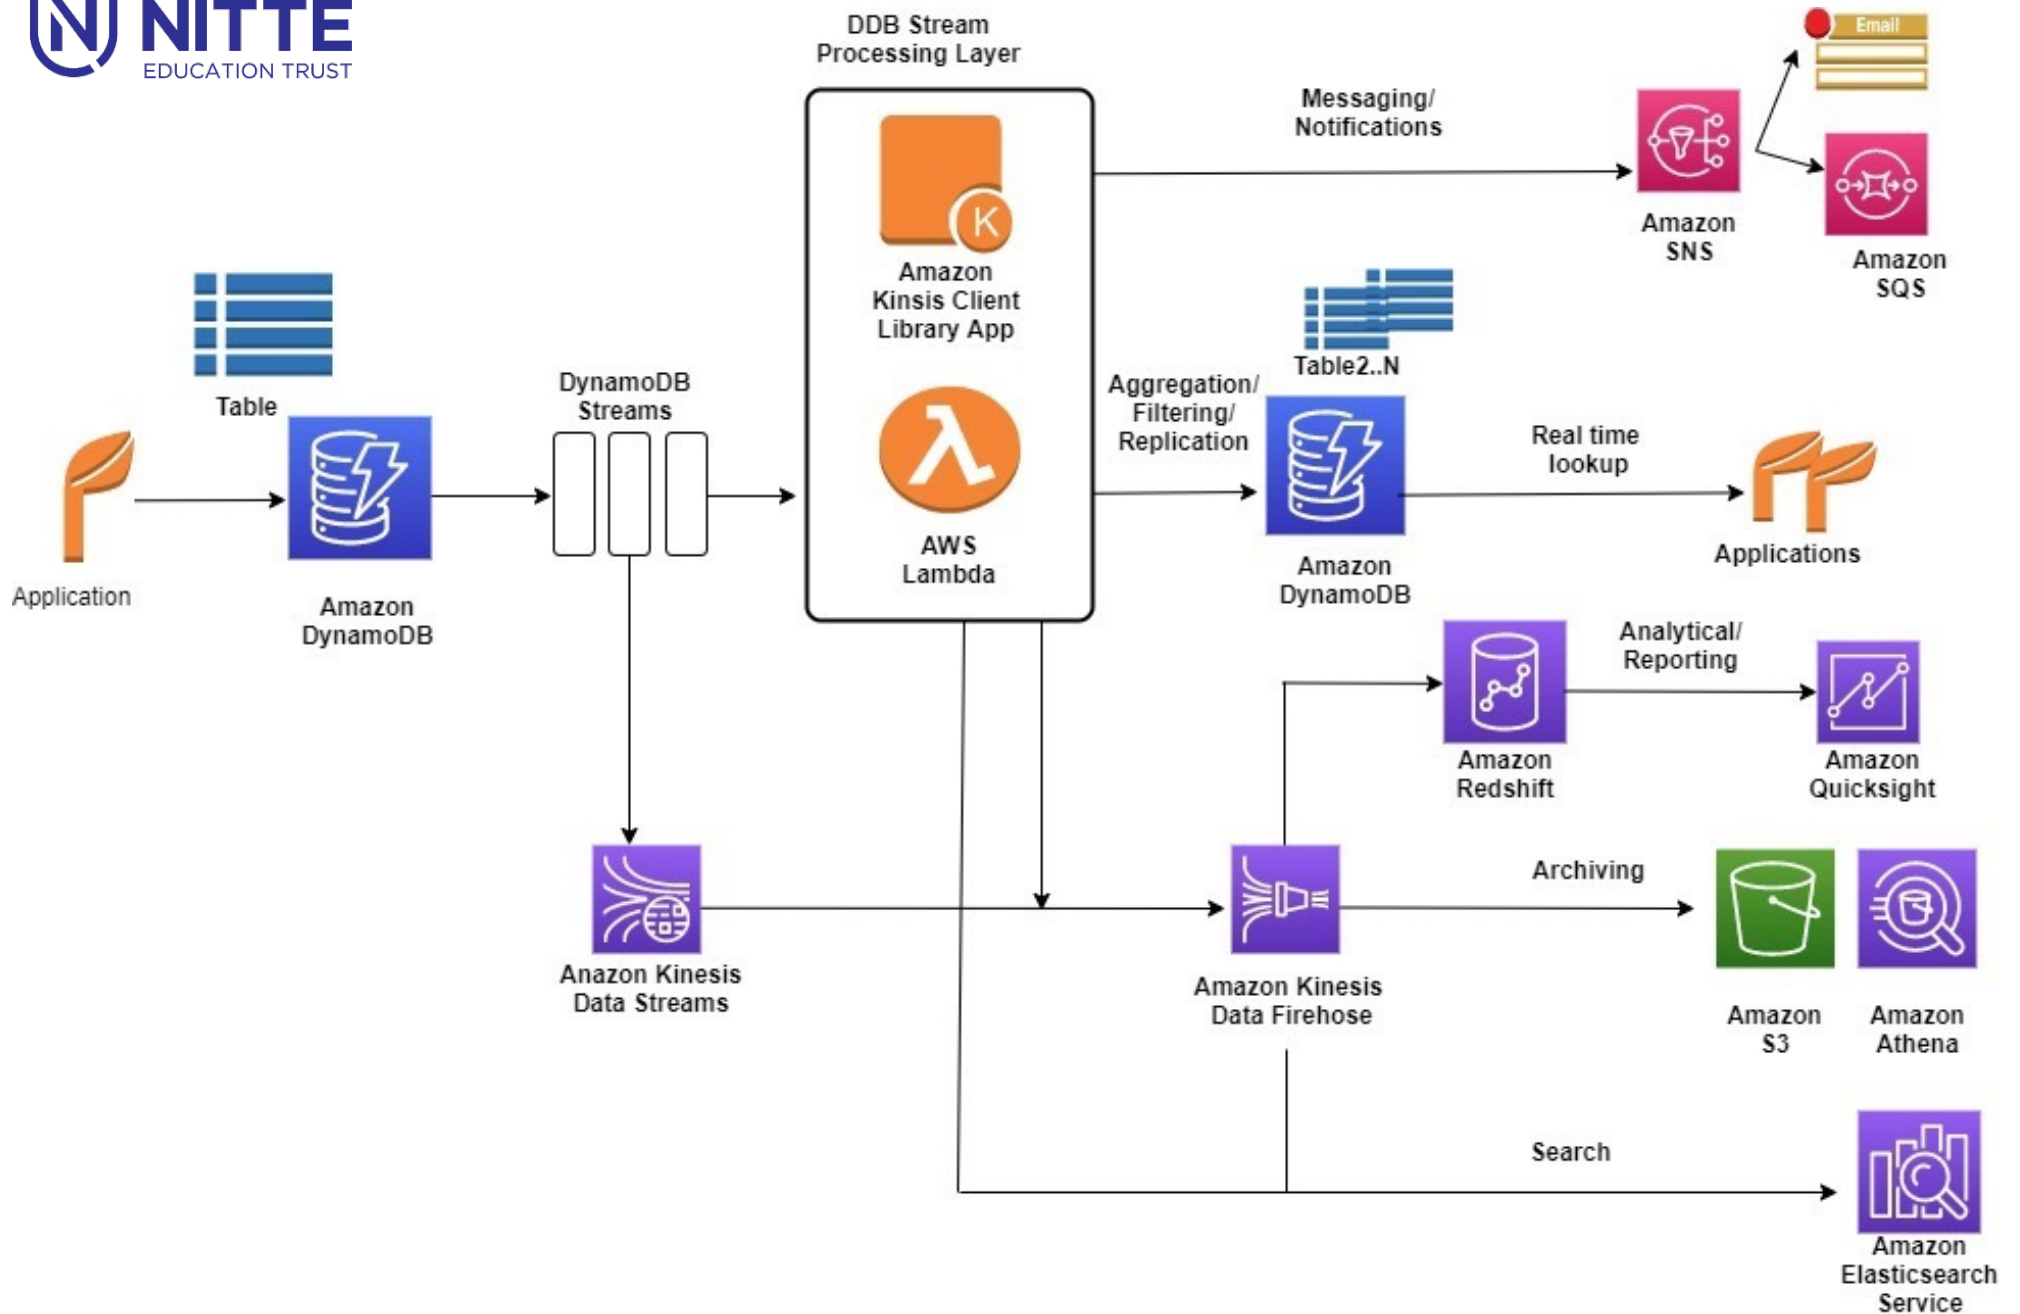 NITTE
EDUCATION TRUST
DDB Stream
Processing Layer
Email
Messaging/
Notifications
Amazon
SNS
Amazon
SQS
Amazon
Kinsis Client
Library App
Table
DynamoDB
Streams
Table2..N
Aggregation/
Filtering/
Replication
Real time
lookup
AWS
Lambda
Application
Amazon
DynamoDB
Amazon
DynamoDB
Applications
Analytical/
Reporting
Amazon
Redshift
Amazon
Quicksight
Archiving
Anazon Kinesis
Data Streams
Amazon Kinesis
Data Firehose
Amazon
S3
Amazon
Athena
Search
Amazon
Elasticsearch
Service
K